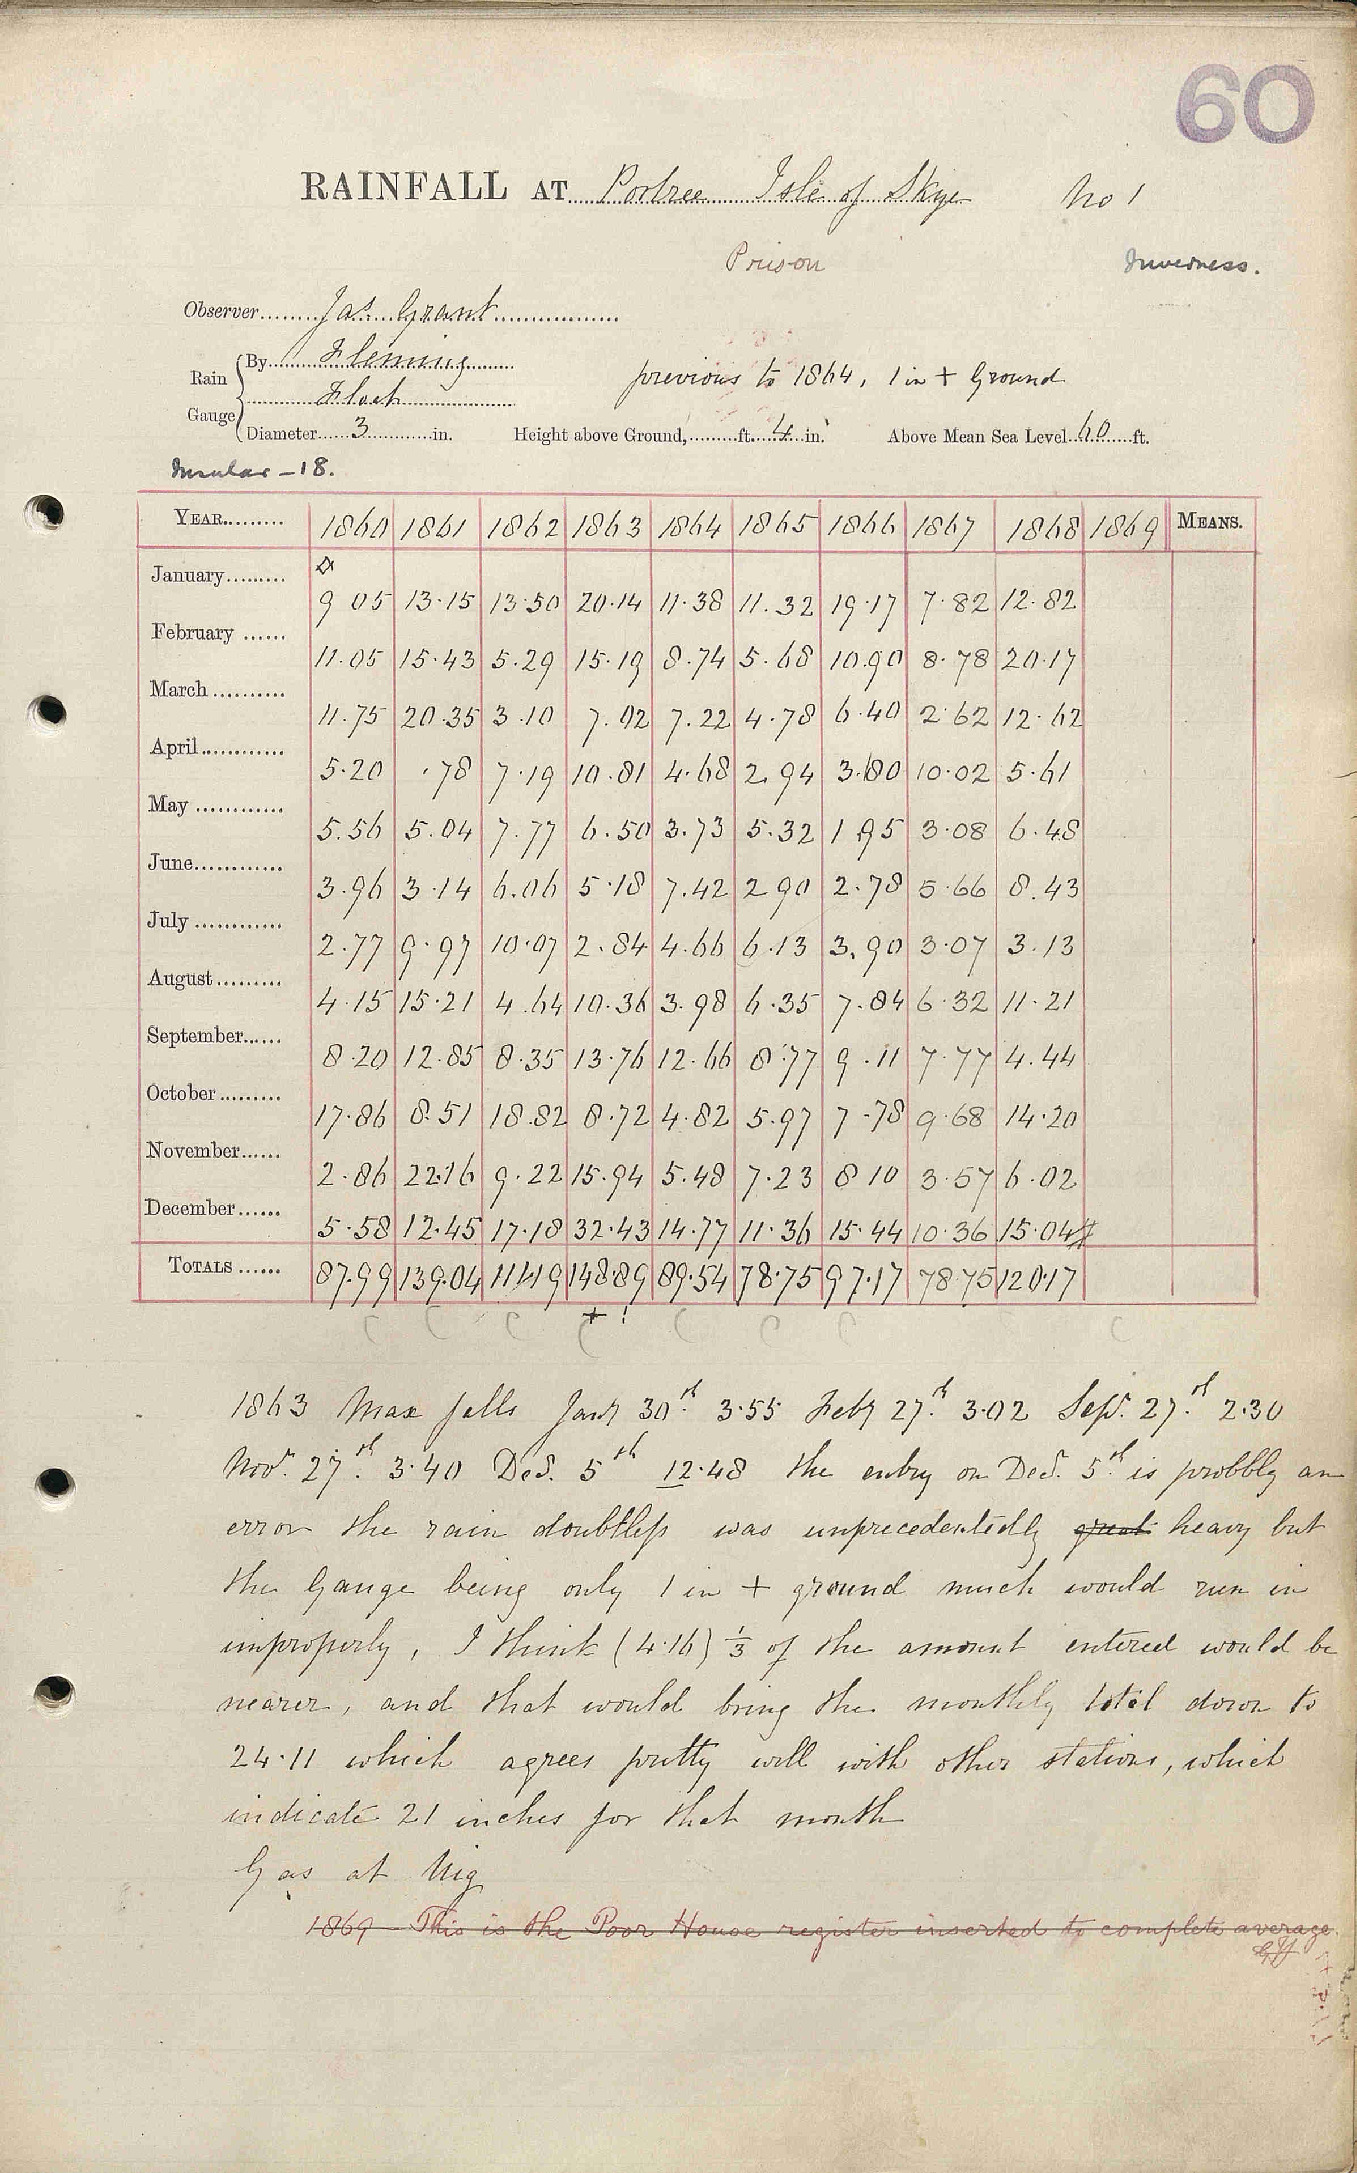 60
RAINFALL AT Portree Isle of Skye No 1
Prison Inverness.
Observer Jas Grant
Rain Gauge By Fleming
Float previous to 1864, 1 in + Ground
Diameter 3 in. Height above Ground, ft. 4 in. Above Mean Sea Level 60 ft.
Insular - 18.
YEAR 1860 1861 1862 1863 1864 1865 1866 1867 1868 1869 MEANS.
January 9 05 13.15 13.50 20.14 11.38 11.32 19.17 7.82 12.82
February 11.05 15.43 5.29 15.19 8.74 5.68 10.90 8.78 20.17
March 11.75 20.35 3.10 7.02 7.22 4.78 6.40 2.62 12.62
April 5.20 .78 7.19 10.81 4.68 2.94 3.80 10.02 5.61
May 5.56 5.04 7.77 6.50 3.73 5.32 1 95 3.08 6.48
June 3.96 3.14 6.06 5.18 7.42 2 90 2.78 5.66 8.43
July 2.77 9.97 10.07 2.84 4.66 6.13 3.90 3.07 3.13
August 4.15 15.21 4.64 10.36 3.98 6.35 7.84 6.32 11.21
September 8.20 12.85 8.35 13.76 12.66 8.77 9.11 7.77 4.44
October 17.86 8.51 18.82 8.72 4.82 5.97 7.78 9.68 14.20
November 2.86 22.16 9.22 15.94 5.48 7.23 8 10 3.57 6.02
December 5.58 12.45 17.18 32.43 14.77 11.36 15.44 10.36 15.04
TOTALS 87.99 139.04 111.19 148.89 89.54 78.75 97.17 78.75 120.17
1863 Max falls Jany 30th 3.55 Feby 27th 3.02 Sept. 27th 2.30
Novr. 27th 3.40 Dec. 5th 12.48 the entry on Dec. 5th is probbly an
error the rain doubtless was unprecedentedly great heavy but
the Gauge being only 1 in + ground much would run in
improperly, I think (4.16) 1/3 of the amount entered would be
nearer, and that would bring the monthly total down to
24.11 which agrees pretty well with other stations, which
indicate 21 inches for that month
Gas at Uig
1869 This is the Poor House register inserted to complete average.